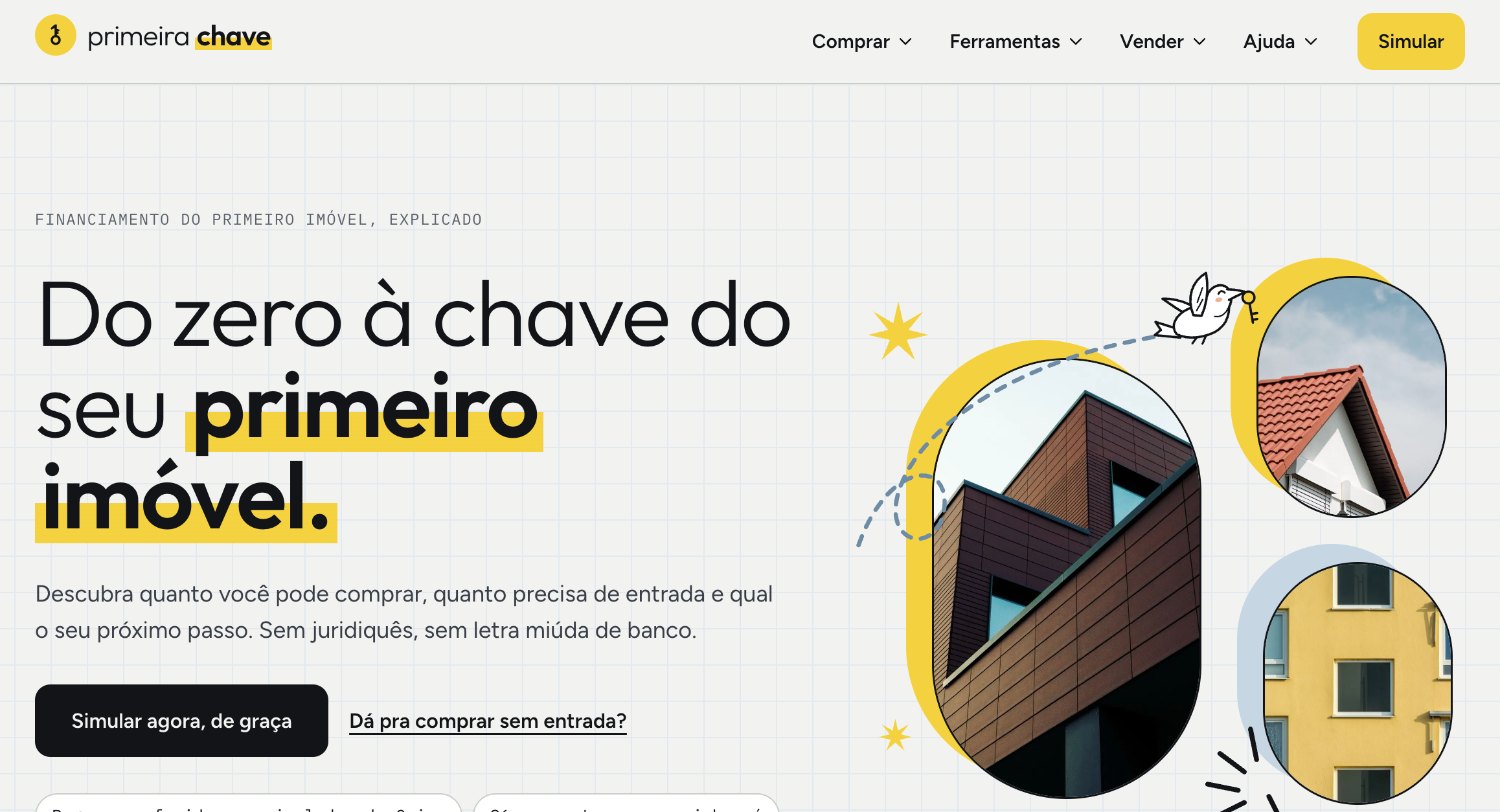 primeira chave
Comprar
Ferramentas
Vender
Ajuda
Simular
FINANCIAMENTO DO PRIMEIRO IMÓVEL, EXPLICADO
Do zero à chave do
seu primeiro
imóvel.
Descubra quanto você pode comprar, quanto precisa de entrada e qual
o seu próximo passo. Sem juridiquês, sem letra miúda de banco.
Simular agora, de graça
Dá pra comprar sem entrada?